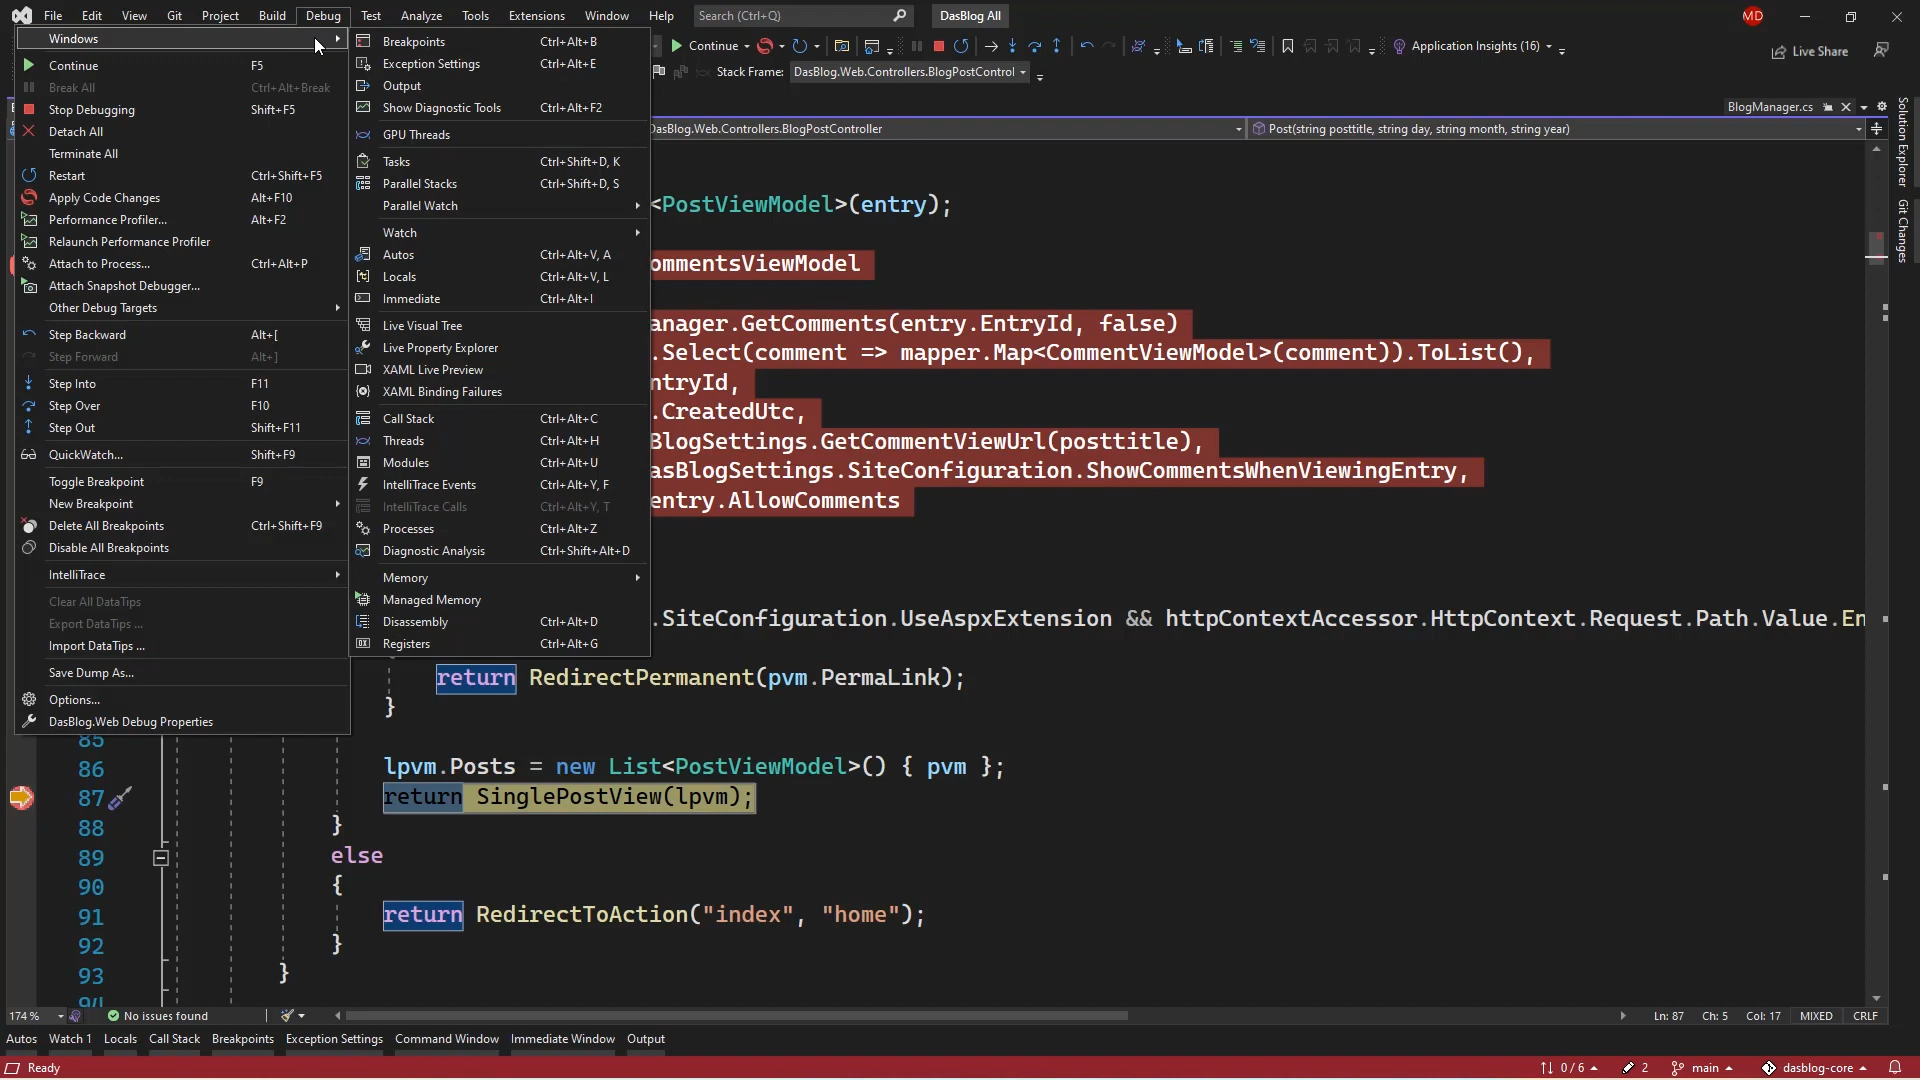 File Edit View Git Project Build Debug Test Analyze Tools Extensions Window Help Search (Ctrl+Q) DasBlog All MD
Continue Application Insights (16) Live Share
Stack Frame: DasBlog.Web.Controllers.BlogPostControl
Windows
Continue F5
Break All Ctrl+Alt+Break
Stop Debugging Shift+F5
Detach All
Terminate All
Restart Ctrl+Shift+F5
Apply Code Changes Alt+F10
Performance Profiler... Alt+F2
Relaunch Performance Profiler
Attach to Process... Ctrl+Alt+P
Attach Snapshot Debugger...
Other Debug Targets
Step Backward Alt+[
Step Forward Alt+]
Step Into F11
Step Over F10
Step Out Shift+F11
QuickWatch... Shift+F9
Toggle Breakpoint F9
New Breakpoint
Delete All Breakpoints Ctrl+Shift+F9
Disable All Breakpoints
IntelliTrace
Clear All DataTips
Export DataTips ...
Import DataTips ...
Save Dump As...
Options...
DasBlog.Web Debug Properties
Breakpoints Ctrl+Alt+B
Exception Settings Ctrl+Alt+E
Output
Show Diagnostic Tools Ctrl+Alt+F2
GPU Threads
Tasks Ctrl+Shift+D, K
Parallel Stacks Ctrl+Shift+D, S
Parallel Watch
Watch
Autos Ctrl+Alt+V, A
Locals Ctrl+Alt+V, L
Immediate Ctrl+Alt+I
Live Visual Tree
Live Property Explorer
XAML Live Preview
XAML Binding Failures
Call Stack Ctrl+Alt+C
Threads Ctrl+Alt+H
Modules Ctrl+Alt+U
IntelliTrace Events Ctrl+Alt+Y, F
IntelliTrace Calls Ctrl+Alt+Y, T
Processes Ctrl+Alt+Z
Diagnostic Analysis Ctrl+Shift+Alt+D
Memory
Managed Memory
Disassembly Ctrl+Alt+D
Registers Ctrl+Alt+G
BlogManager.cs
DasBlog.Web.Controllers.BlogPostController Post(string posttitle, string day, string month, string year)
<PostViewModel>(entry);
ommentsViewModel
anager.GetComments(entry.EntryId, false)
.Select(comment => mapper.Map<CommentViewModel>(comment)).ToList(),
ntryId,
.CreatedUtc,
BlogSettings.GetCommentViewUrl(posttitle),
asBlogSettings.SiteConfiguration.ShowCommentsWhenViewingEntry,
entry.AllowComments
.SiteConfiguration.UseAspxExtension && httpContextAccessor.HttpContext.Request.Path.Value.En
return RedirectPermanent(pvm.PermaLink);
}
85
86 lpvm.Posts = new List<PostViewModel>() { pvm };
87 return SinglePostView(lpvm);
88 }
89 else
90 {
91 return RedirectToAction("index", "home");
92 }
93 }
94
Solution Explorer
Git Changes
174 % No issues found Ln: 87 Ch: 5 Col: 17 MIXED CRLF
Autos Watch 1 Locals Call Stack Breakpoints Exception Settings Command Window Immediate Window Output
Ready 0 / 6 2 main dasblog-core